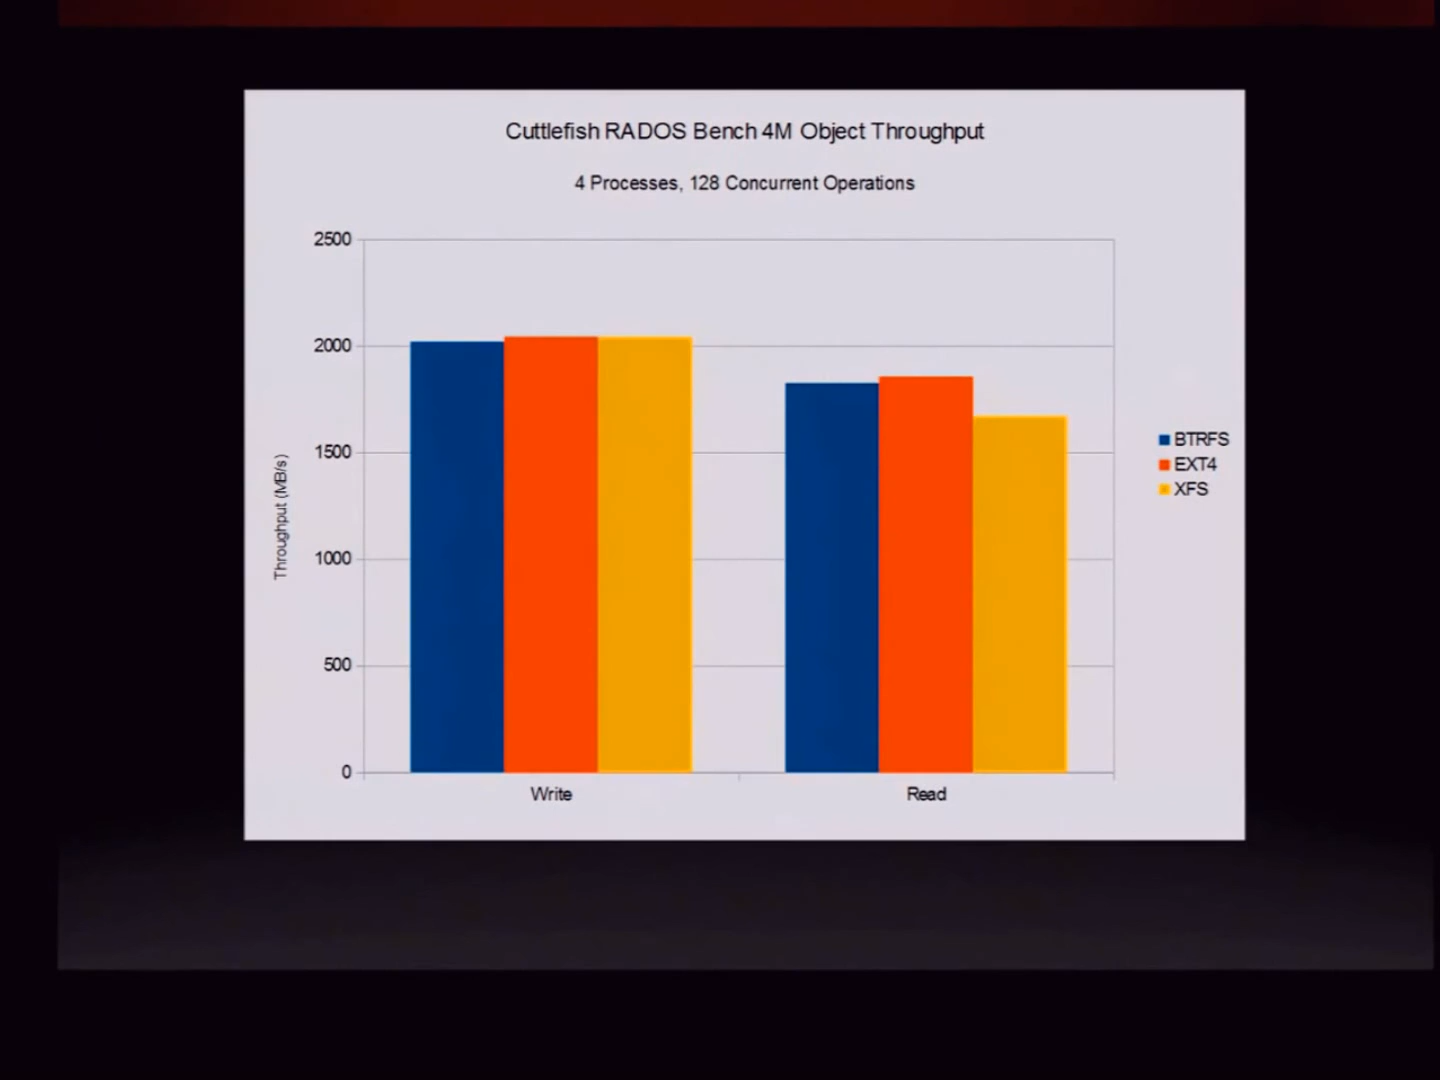 Cuttlefish RADOS Bench 4M Object Throughput
4 Processes, 128 Concurrent Operations
2500
2000
1500
1000
500
0
Throughput (MB/s)
Write
Read
BTRFS
EXT4
XFS